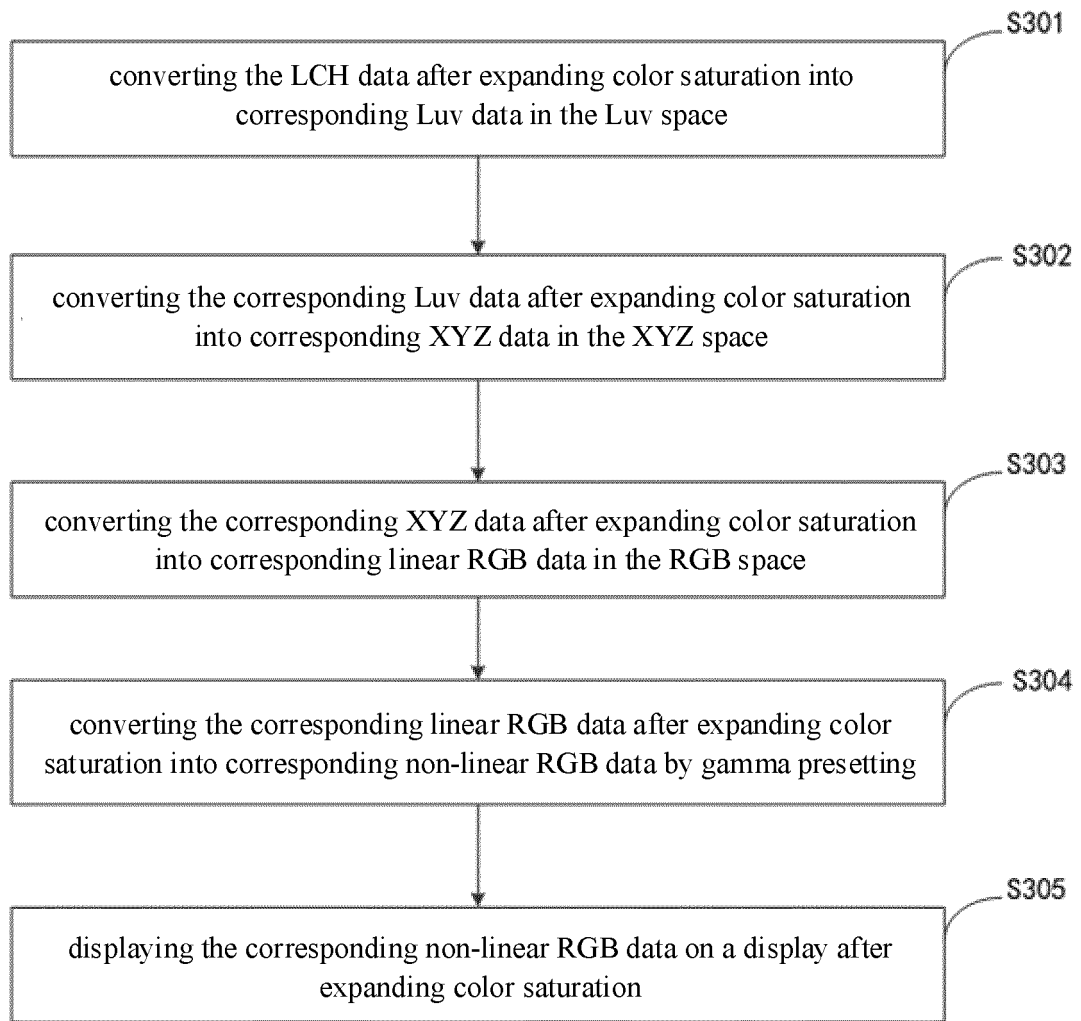 S301
converting the LCH data after expanding color saturation into
corresponding Luv data in the Luv space
S302
converting the corresponding Luv data after expanding color saturation
into corresponding XYZ data in the XYZ space
S303
converting the corresponding XYZ data after expanding color saturation
into corresponding linear RGB data in the RGB space
S304
converting the corresponding linear RGB data after expanding color
saturation into corresponding non-linear RGB data by gamma presetting
S305
displaying the corresponding non-linear RGB data on a display after
expanding color saturation